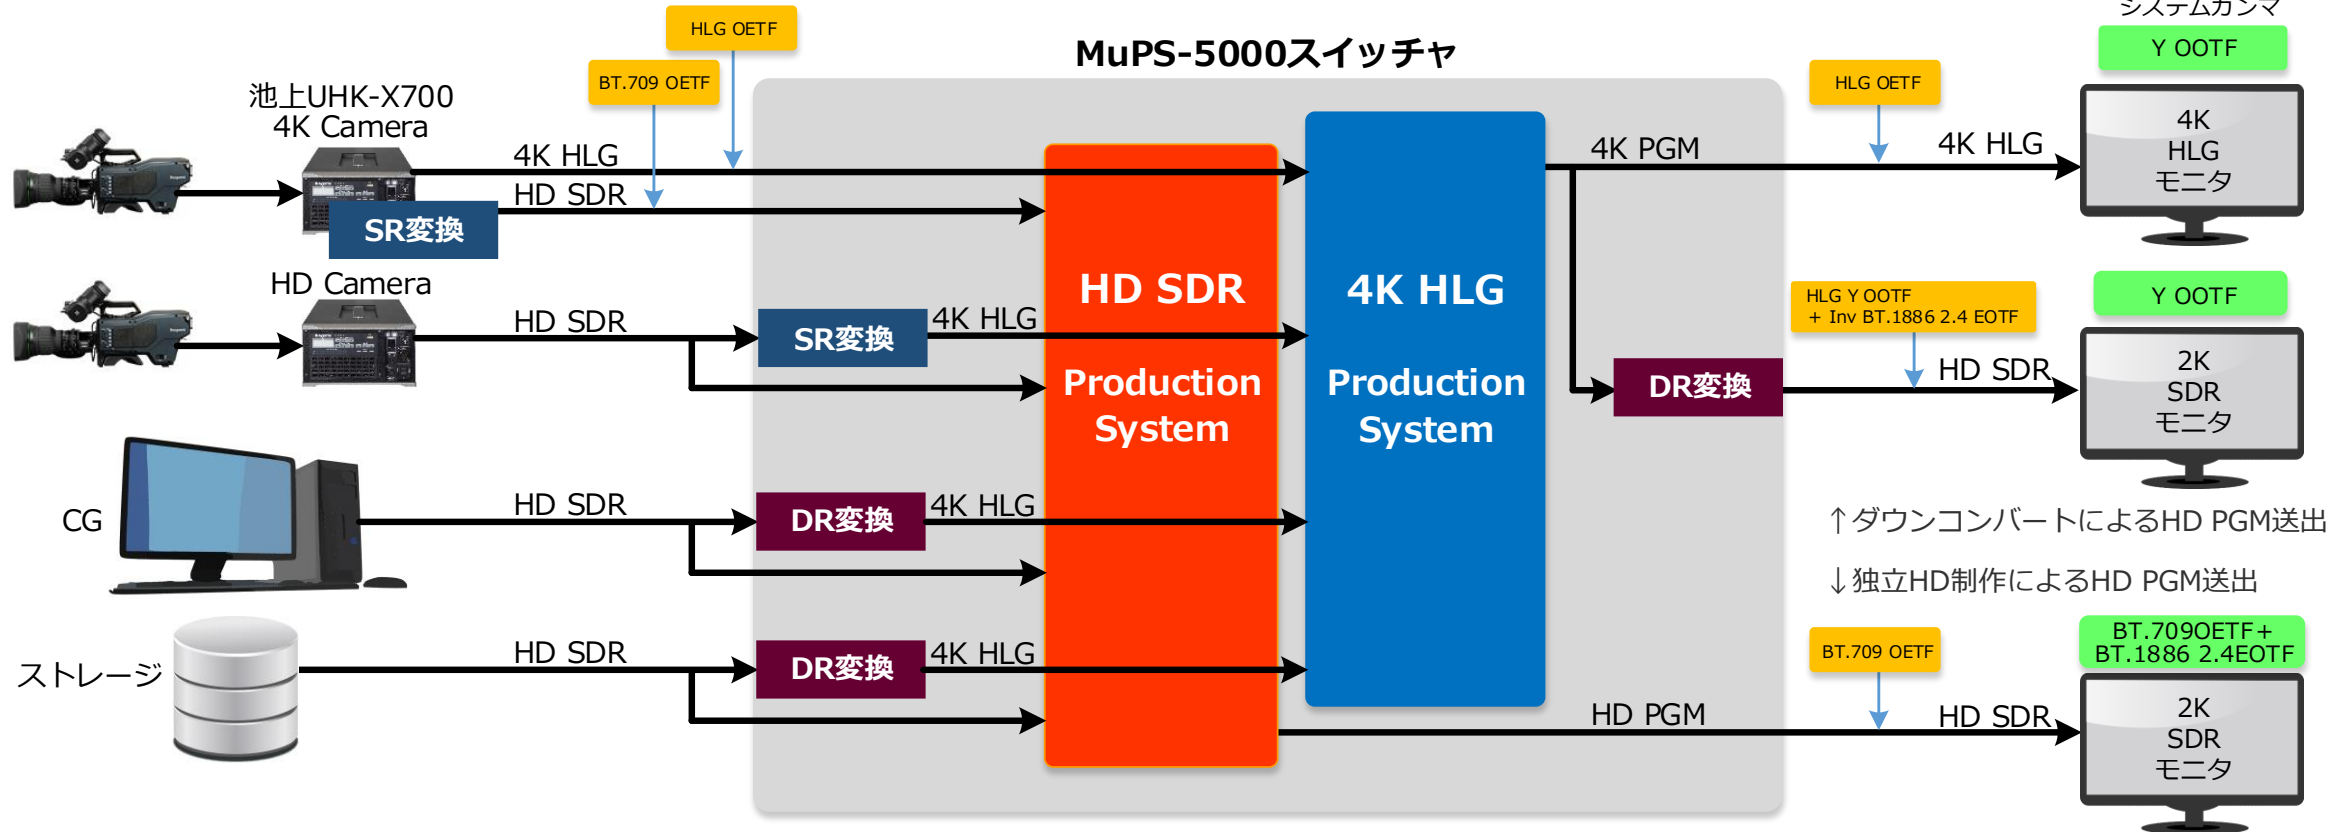 システムガンマ
HLG OETF
Y OOTF
MuPS-5000スイッチャ
BT.709 OETF
HLG OETF
池上UHK-X700
4K Camera
4K HLG
4K PGM
4K HLG
4K
HLG
モニタ
HD SDR
SR変換
HD Camera
HD SDR
4K HLG
Y OOTF
HLG Y OOTF
+ Inv BT.1886 2.4 EOTF
HD SDR
4K HLG
SR変換
2K
SDR
モニタ
Production
System
Production
System
DR変換
HD SDR
CG
HD SDR
DR変換
4K HLG
↑ダウンコンバートによるHD PGM送出
↓独立HD制作によるHD PGM送出
ストレージ
HD SDR
DR変換
4K HLG
BT.709 OETF
BT.709OETF+
BT.1886 2.4EOTF
HD PGM
HD SDR
2K
SDR
モニタ